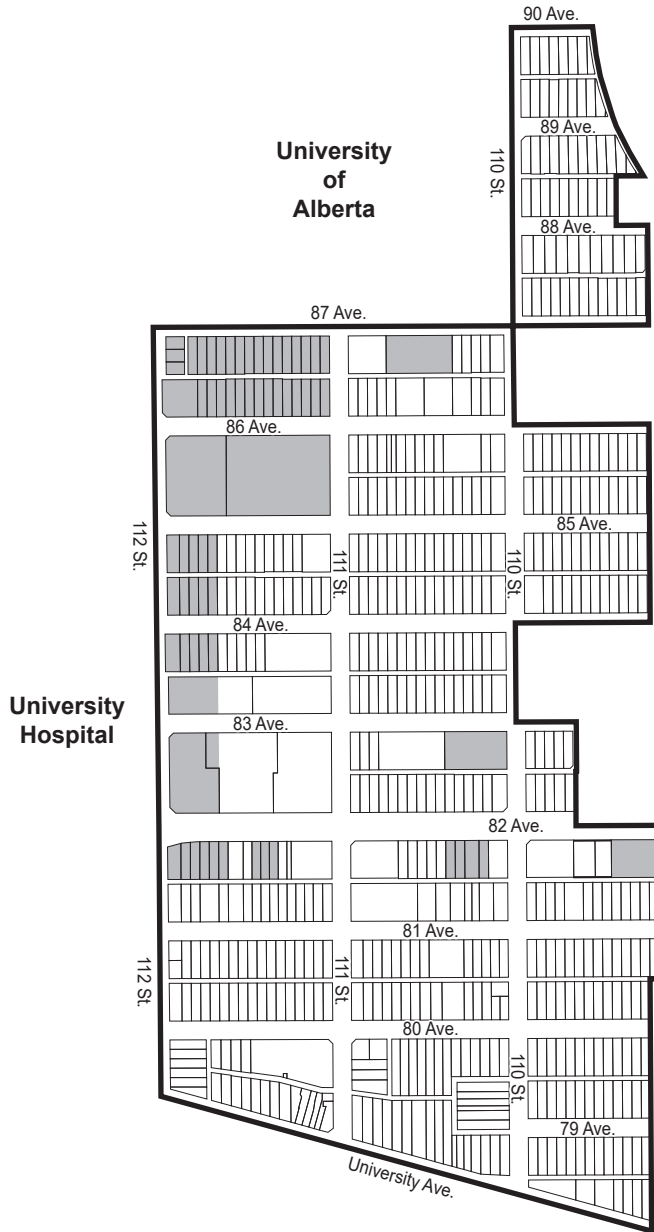 90 Ave.
University
of
Alberta
110 St.
89 Ave.
88 Ave.
87 Ave.
86 Ave.
112 St.
111 St.
110 St.
85 Ave.
84 Ave.
University
Hospital
83 Ave.
82 Ave.
81 Ave.
112 St.
111 St.
80 Ave.
110 St.
79 Ave.
University Ave.